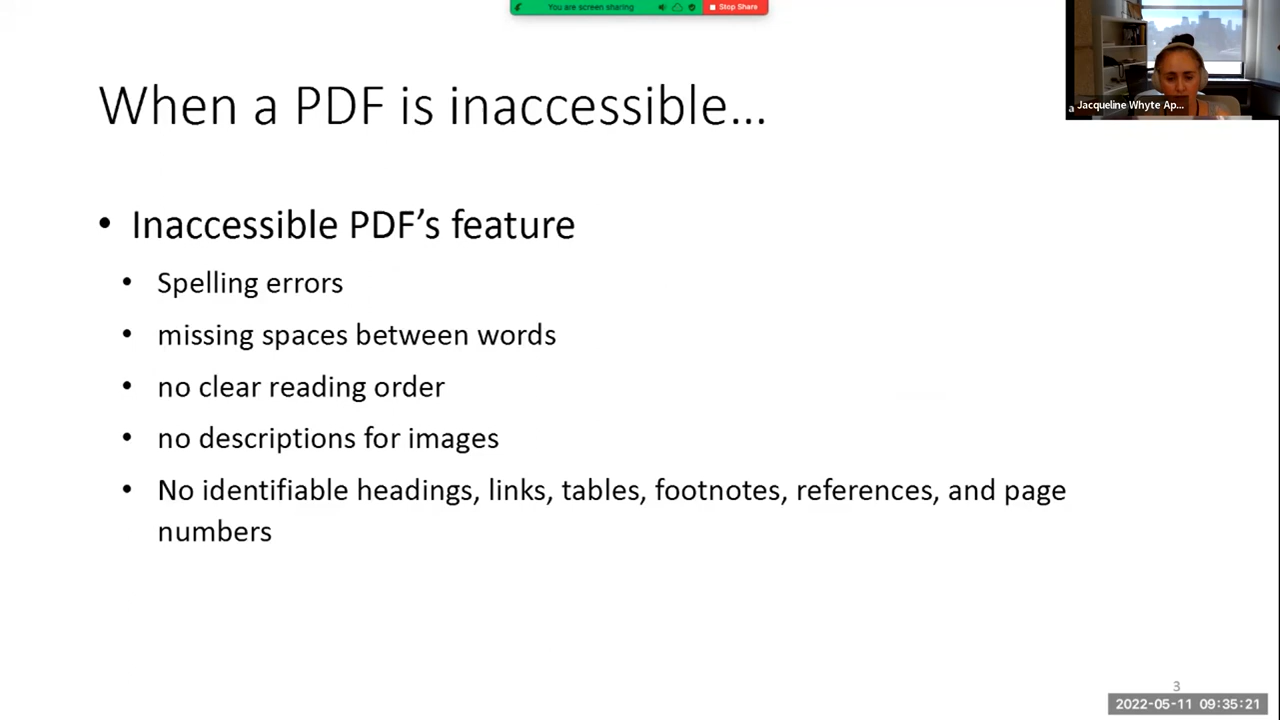 You are screen sharing
Stop Share
Jacqueline Whyte Ap...
When a PDF is inaccessible...
• Inaccessible PDF’s feature
• Spelling errors
• missing spaces between words
• no clear reading order
• no descriptions for images
• No identifiable headings, links, tables, footnotes, references, and page
numbers
3
2022-05-11 09:35:21